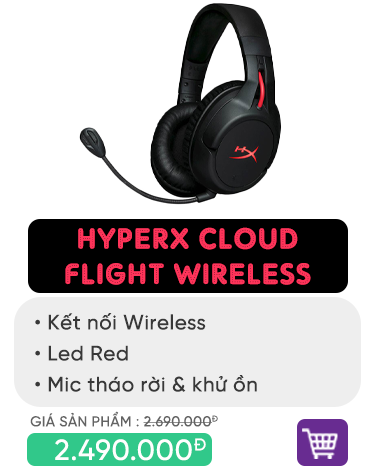 HYPERX CLOUD
FLIGHT WIRELESS
• Kết nối Wireless
• Led Red
• Mic tháo rời & khử ồn
GIÁ SẢN PHẨM : 2.690.000Đ
2.490.000Đ